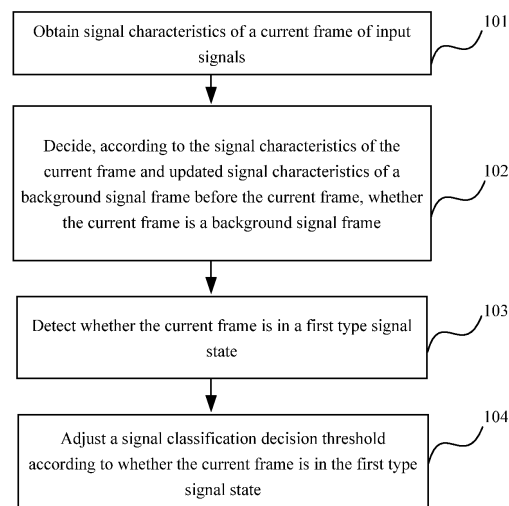 Obtain signal characteristics of a current frame of input
signals
101
Decide, according to the signal characteristics of the
current frame and updated signal characteristics of a
background signal frame before the current frame, whether
the current frame is a background signal frame
102
Detect whether the current frame is in a first type signal
state
103
Adjust a signal classification decision threshold
according to whether the current frame is in the first type
signal state
104